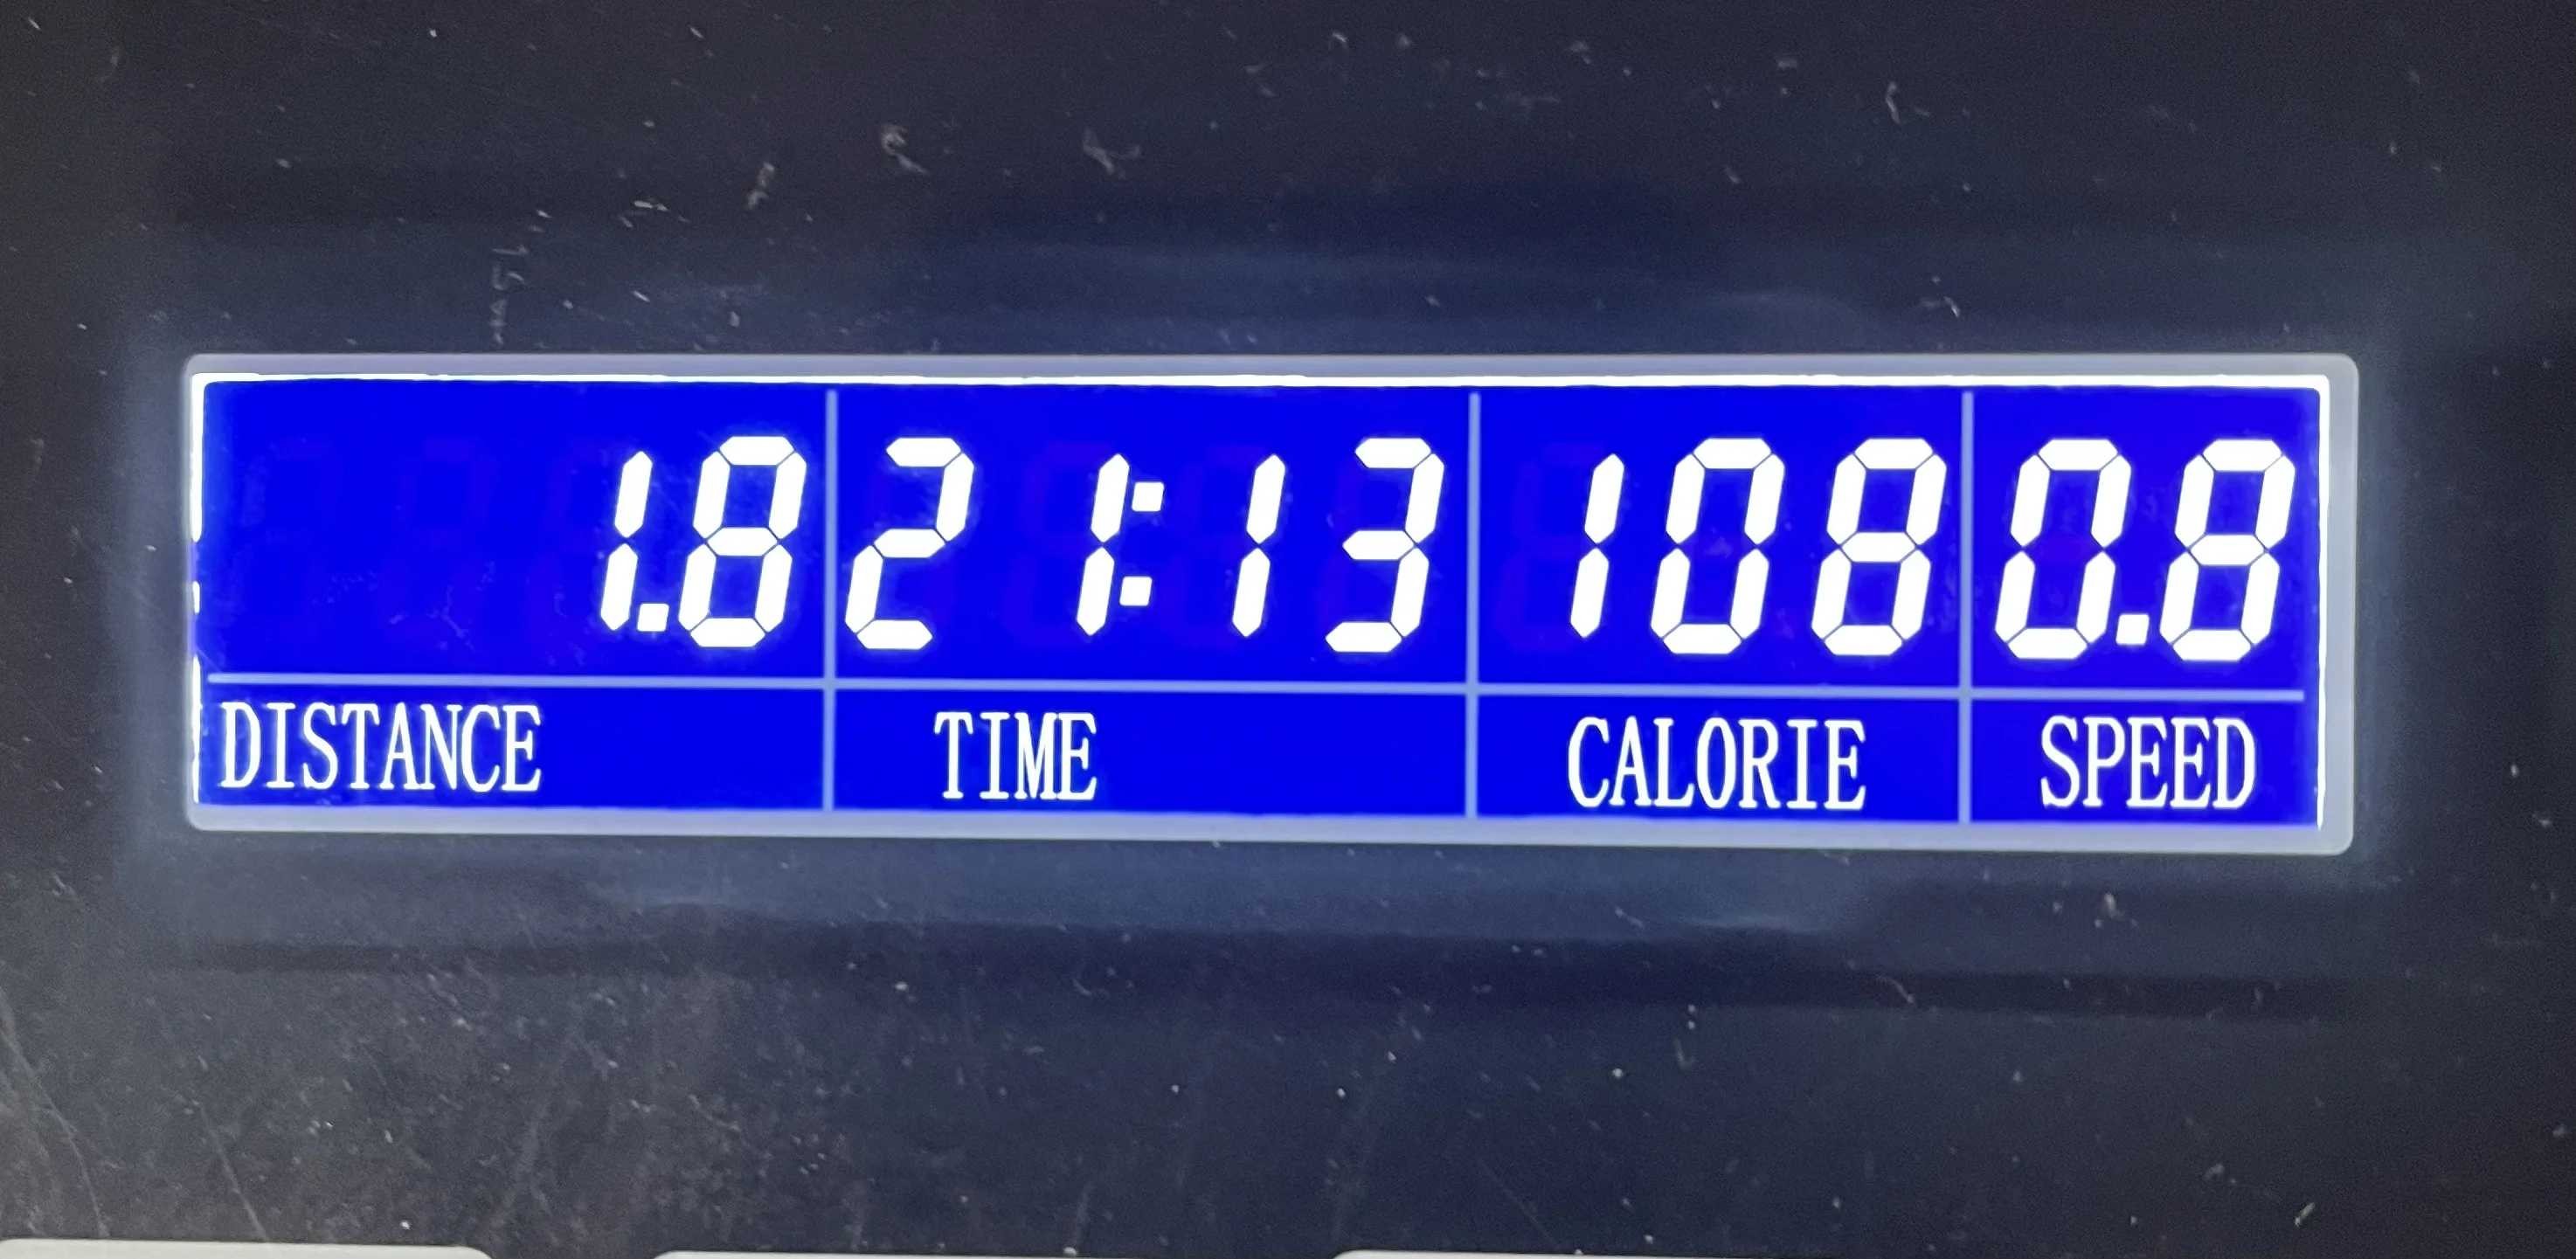 1.8 21:13 108 0.8
DISTANCE TIME CALORIE SPEED